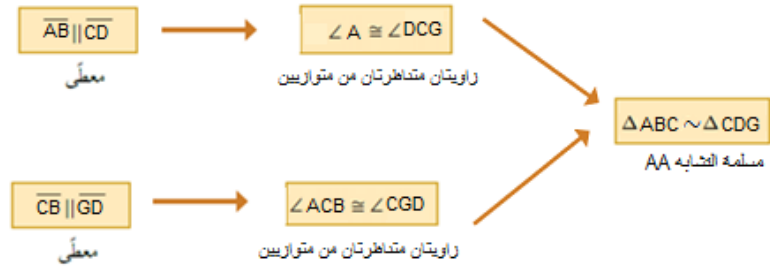 AB || CD
∠A ≅ ∠DCG
معطًى
زاويتان متناظرتان من متوازيين
ΔABC ~ ΔCDG
مسلمة التشابه AA
CB || GD
∠ACB ≅ ∠CGD
معطًى
زاويتان متناظرتان من متوازيين